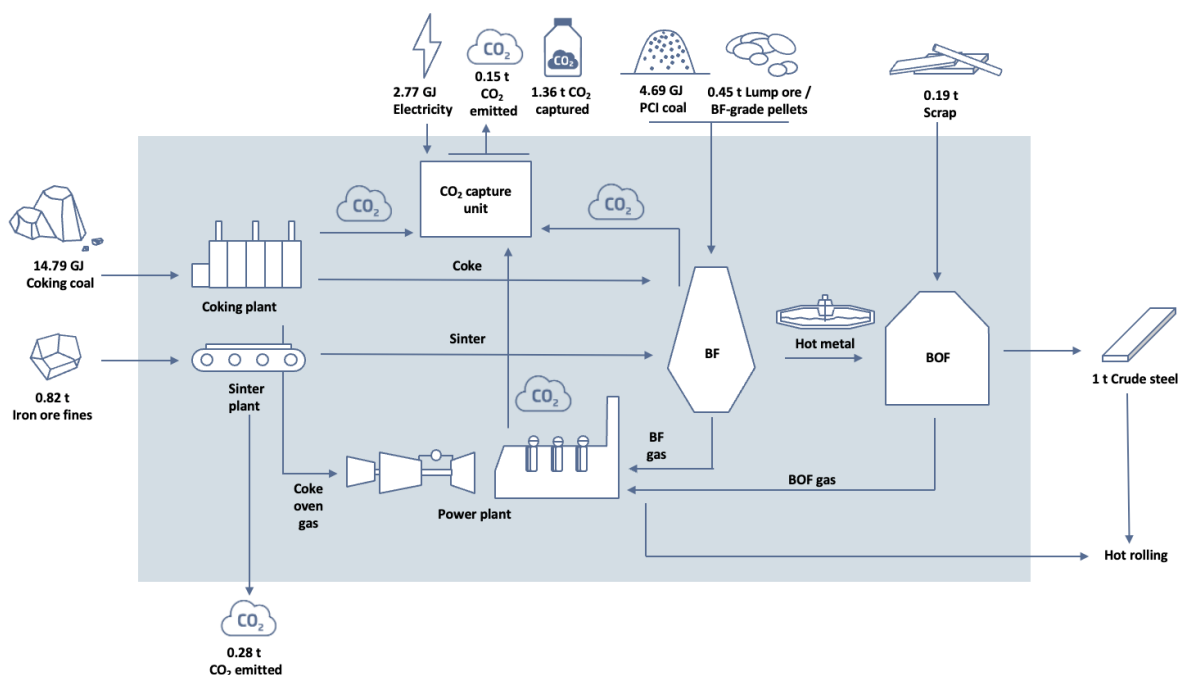 CO₂
CO₂
2.77 GJ
Electricity
0.15 t
CO₂
emitted
1.36 t CO₂
captured
4.69 GJ
PCI coal
0.45 t Lump ore /
BF-grade pellets
0.19 t
Scrap
CO₂ capture
unit
CO₂
CO₂
14.79 GJ
Coking coal
Coking plant
Coke
Sinter
0.82 t
Iron ore fines
Sinter
plant
BF
Hot metal
BOF
1 t Crude steel
CO₂
BF
gas
BOF gas
Coke
oven
gas
Power plant
Hot rolling
CO₂
0.28 t
CO₂ emitted